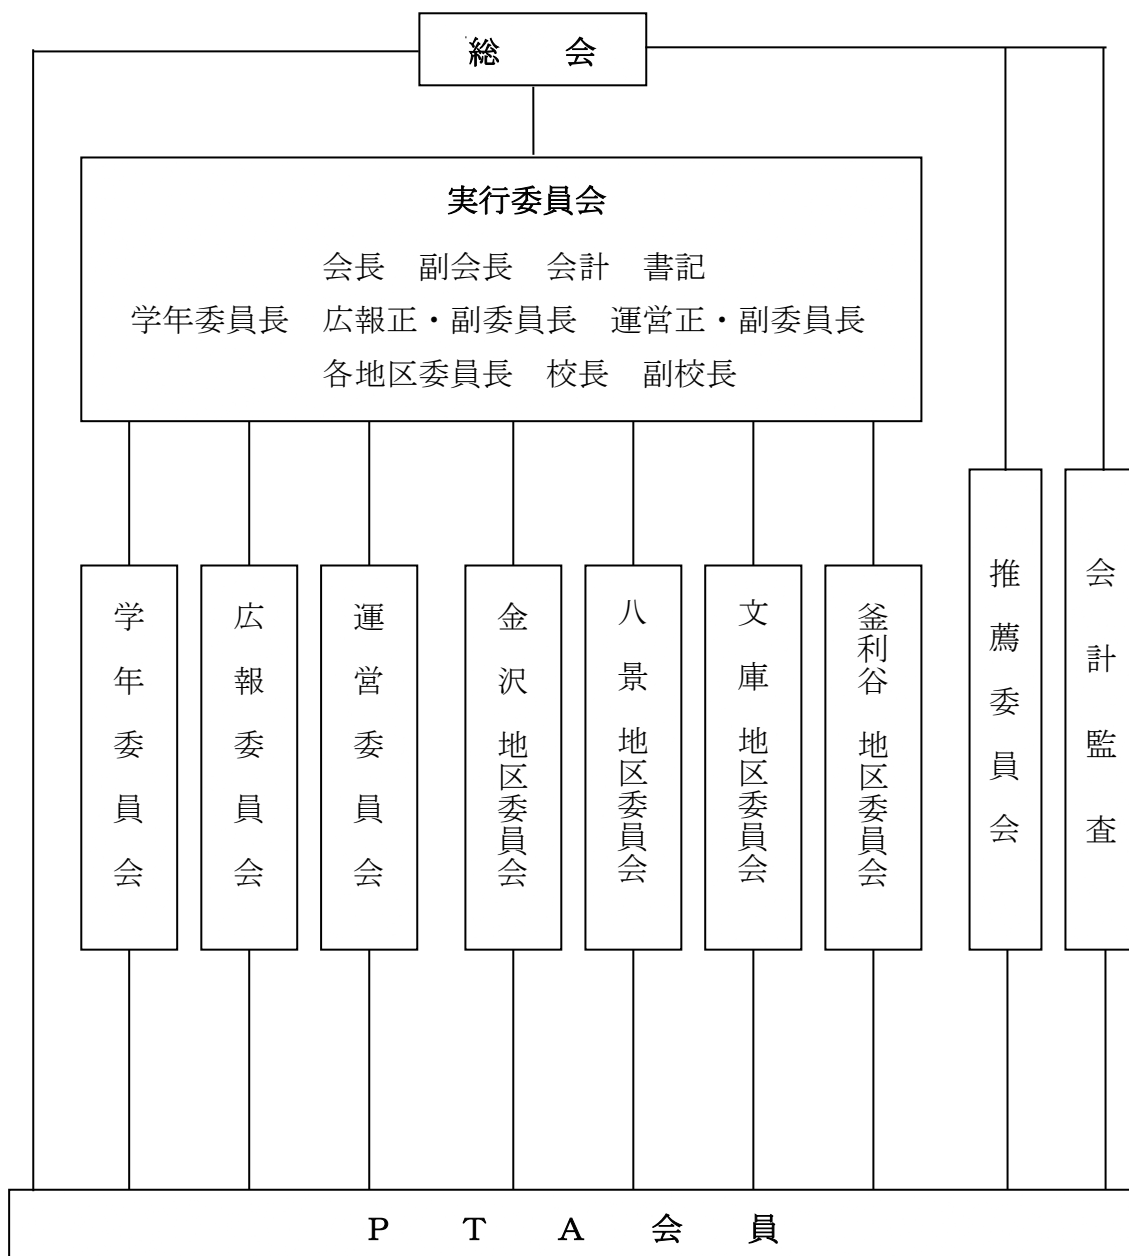 総　会
実行委員会
会長　副会長　会計　書記
学年委員長　広報正・副委員長　運営正・副委員長
各地区委員長　校長　副校長
学年委員会
広報委員会
運営委員会
金沢 地区委員会
八景 地区委員会
文庫 地区委員会
釜利谷 地区委員会
推薦委員会
会計監査
P T A 会 員